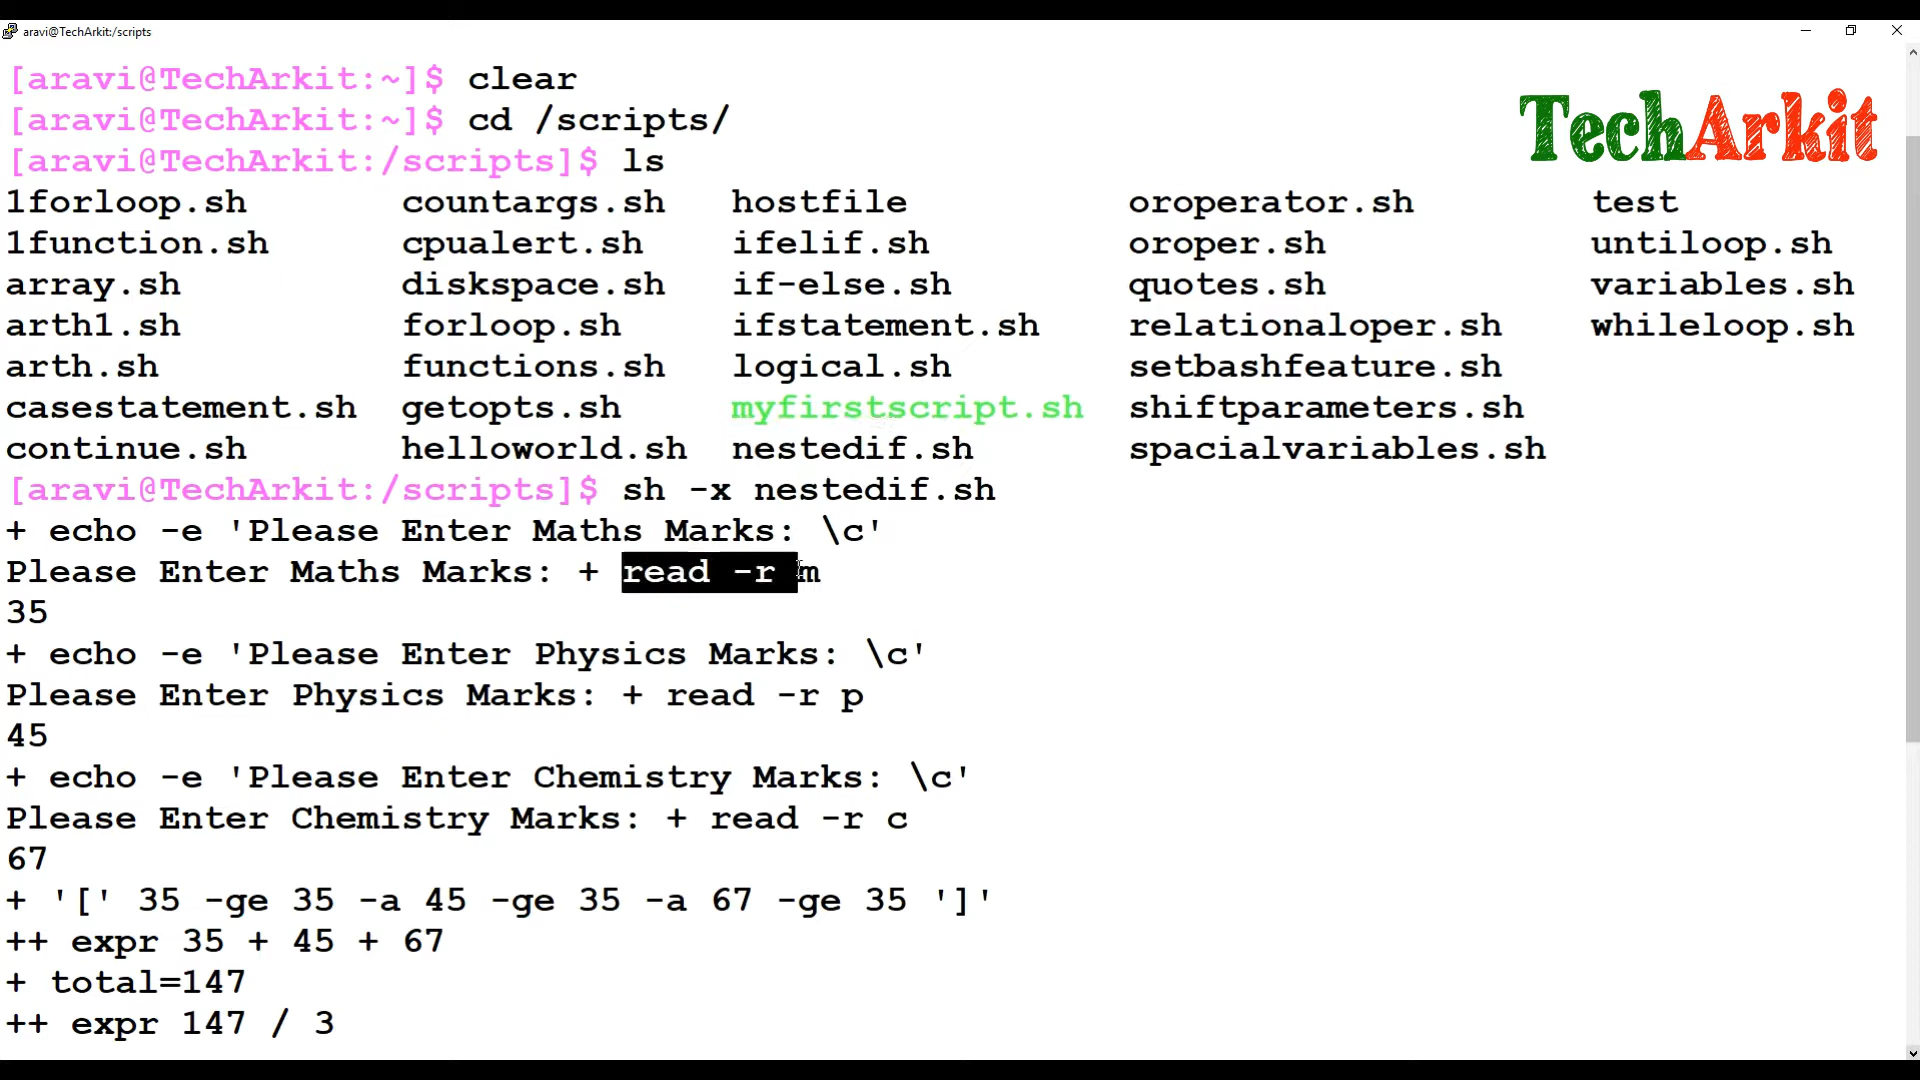 aravi@TechArkit:/scripts
[aravi@TechArkit:~]$ clear
[aravi@TechArkit:~]$ cd /scripts/
TechArkit
[aravi@TechArkit:/scripts]$ ls
1forloop.sh countargs.sh hostfile oroperator.sh test
1function.sh cpualert.sh ifelif.sh oroper.sh untiloop.sh
array.sh diskspace.sh if-else.sh quotes.sh variables.sh
arth1.sh forloop.sh ifstatement.sh relationaloper.sh whileloop.sh
arth.sh functions.sh logical.sh setbashfeature.sh
casestatement.sh getopts.sh myfirstscript.sh shiftparameters.sh
continue.sh helloworld.sh nestedif.sh spacialvariables.sh
[aravi@TechArkit:/scripts]$ sh -x nestedif.sh
+ echo -e 'Please Enter Maths Marks: \c'
Please Enter Maths Marks: + read -r m
35
+ echo -e 'Please Enter Physics Marks: \c'
Please Enter Physics Marks: + read -r p
45
+ echo -e 'Please Enter Chemistry Marks: \c'
Please Enter Chemistry Marks: + read -r c
67
+ '[' 35 -ge 35 -a 45 -ge 35 -a 67 -ge 35 ']'
++ expr 35 + 45 + 67
+ total=147
++ expr 147 / 3